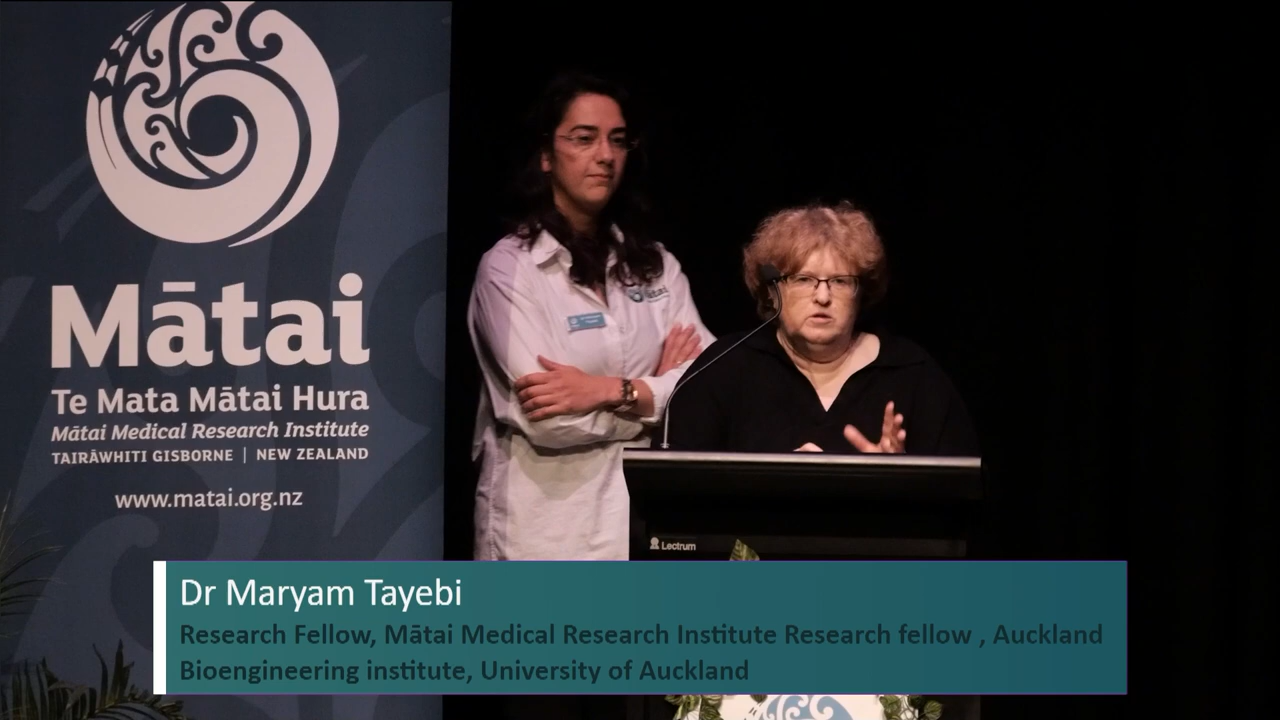 Mātai
Te Mata Mātai Hura
Mātai Medical Research Institute
TAIRĀWHITI GISBORNE | NEW ZEALAND
www.matai.org.nz
Mātai
Lectrum
Dr Maryam Tayebi
Research Fellow, Mātai Medical Research Institute Research fellow , Auckland
Bioengineering institute, University of Auckland